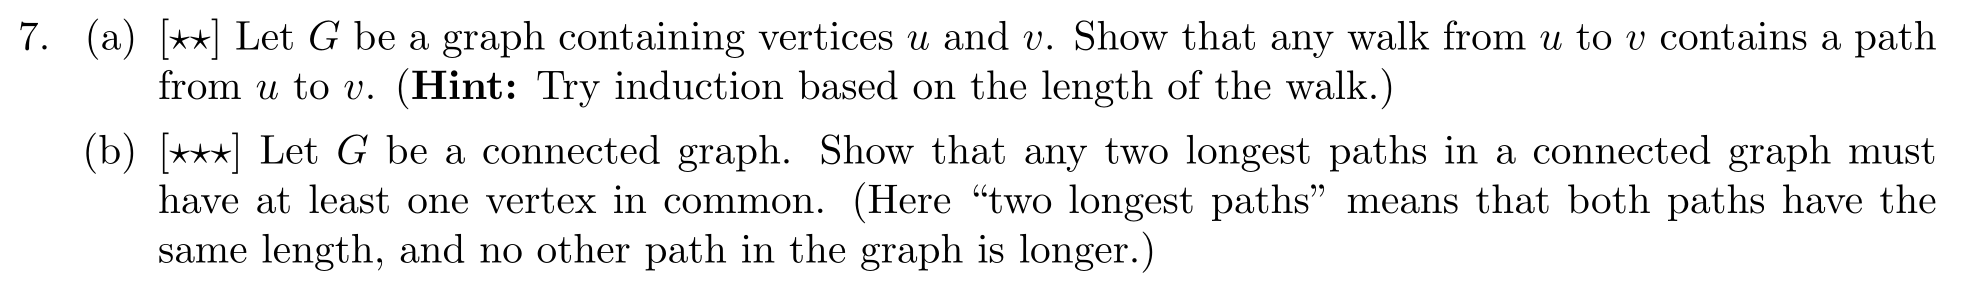 7. (a) [⋆⋆] Let G be a graph containing vertices u and v. Show that any walk from u to v contains a path
from u to v. (Hint: Try induction based on the length of the walk.)
(b) [⋆⋆⋆] Let G be a connected graph. Show that any two longest paths in a connected graph must
have at least one vertex in common. (Here “two longest paths” means that both paths have the
same length, and no other path in the graph is longer.)